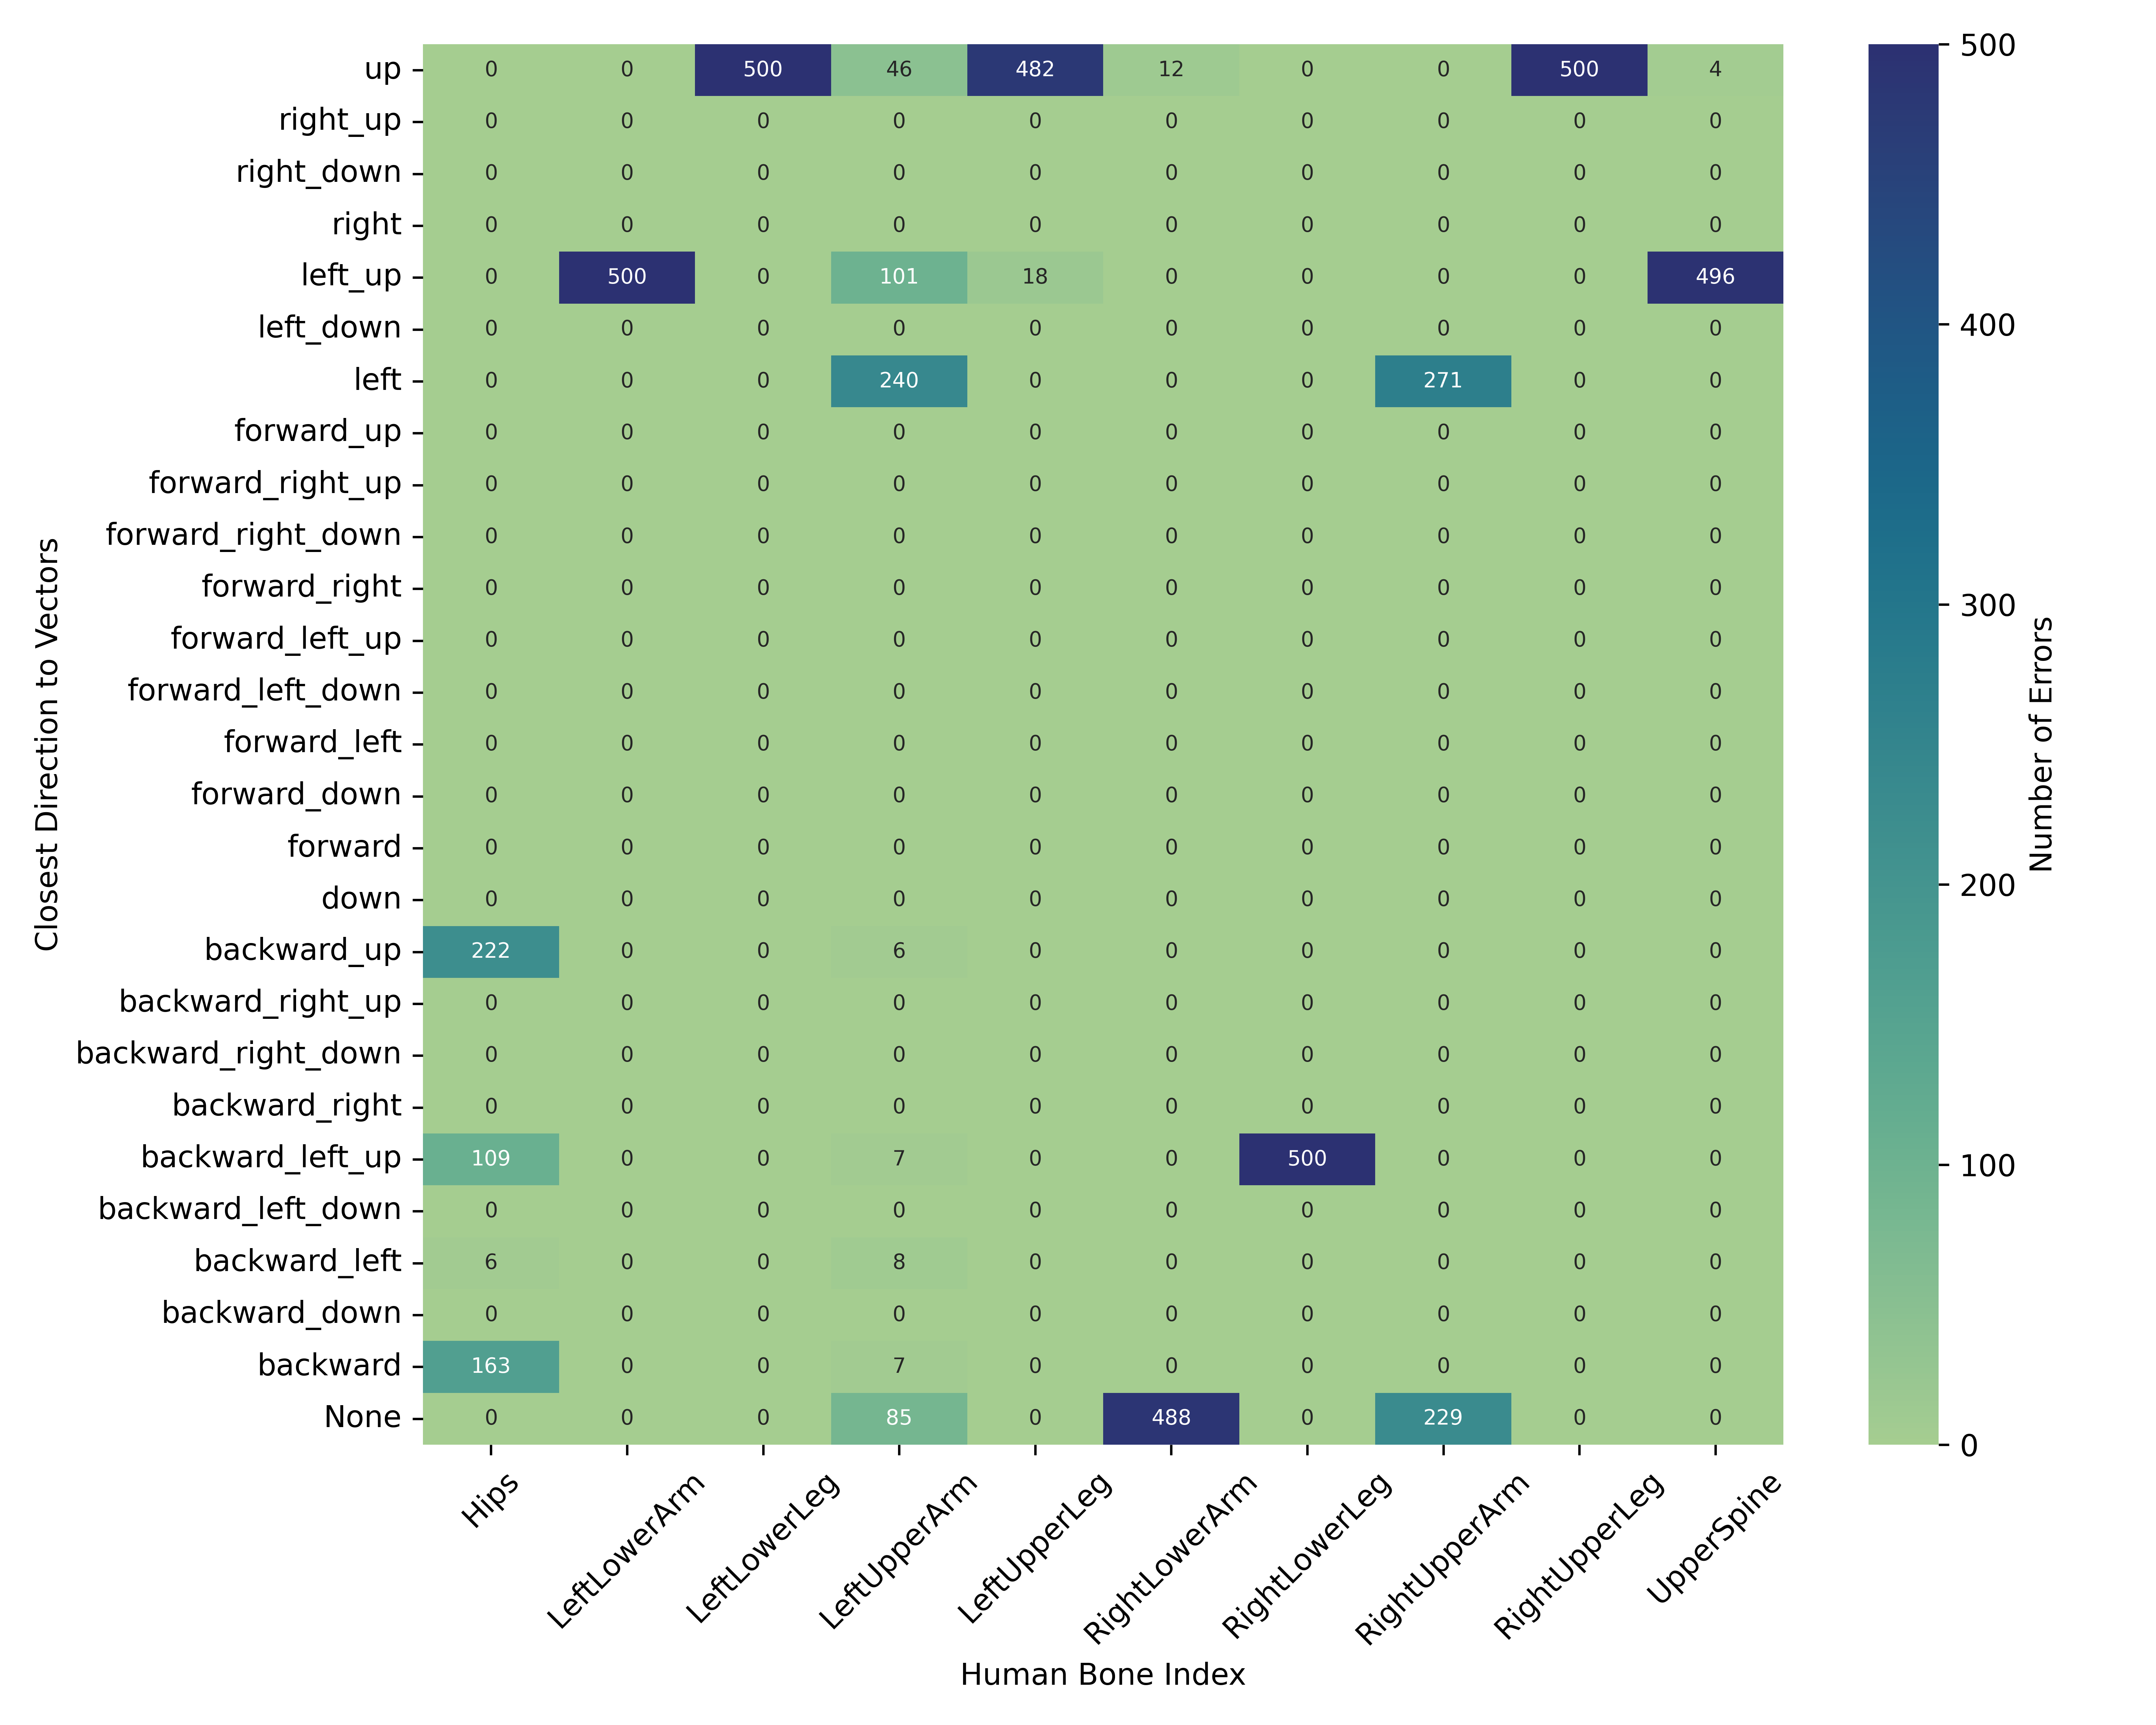 up 0 0 500 46 482 12 0 0 500 4
right_up 0 0 0 0 0 0 0 0 0 0
right_down 0 0 0 0 0 0 0 0 0 0
right 0 0 0 0 0 0 0 0 0 0
left_up 0 500 0 101 18 0 0 0 0 496
left_down 0 0 0 0 0 0 0 0 0 0
left 0 0 0 240 0 0 0 271 0 0
forward_up 0 0 0 0 0 0 0 0 0 0
forward_right_up 0 0 0 0 0 0 0 0 0 0
forward_right_down 0 0 0 0 0 0 0 0 0 0
forward_right 0 0 0 0 0 0 0 0 0 0
forward_left_up 0 0 0 0 0 0 0 0 0 0
forward_left_down 0 0 0 0 0 0 0 0 0 0
forward_left 0 0 0 0 0 0 0 0 0 0
forward_down 0 0 0 0 0 0 0 0 0 0
forward 0 0 0 0 0 0 0 0 0 0
down 0 0 0 0 0 0 0 0 0 0
backward_up 222 0 0 6 0 0 0 0 0 0
backward_right_up 0 0 0 0 0 0 0 0 0 0
backward_right_down 0 0 0 0 0 0 0 0 0 0
backward_right 0 0 0 0 0 0 0 0 0 0
backward_left_up 109 0 0 7 0 0 500 0 0 0
backward_left_down 0 0 0 0 0 0 0 0 0 0
backward_left 6 0 0 8 0 0 0 0 0 0
backward_down 0 0 0 0 0 0 0 0 0 0
backward 163 0 0 7 0 0 0 0 0 0
None 0 0 0 85 0 488 0 229 0 0
Hips LeftLowerArm LeftLowerLeg LeftUpperArm LeftUpperLeg RightLowerArm RightLowerLeg RightUpperArm RightUpperLeg UpperSpine
Human Bone Index
Closest Direction to Vectors
500
400
300
200
100
0
Number of Errors